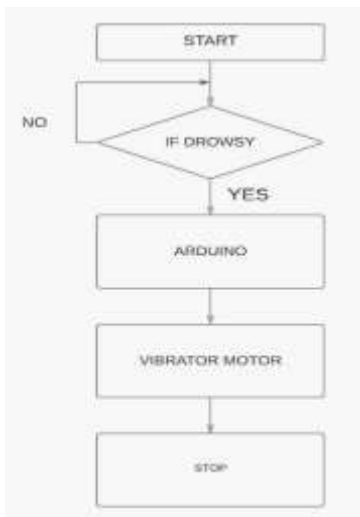 START
NO
IF DROWSY
YES
ARDUINO
VIBRATOR MOTOR
STOP